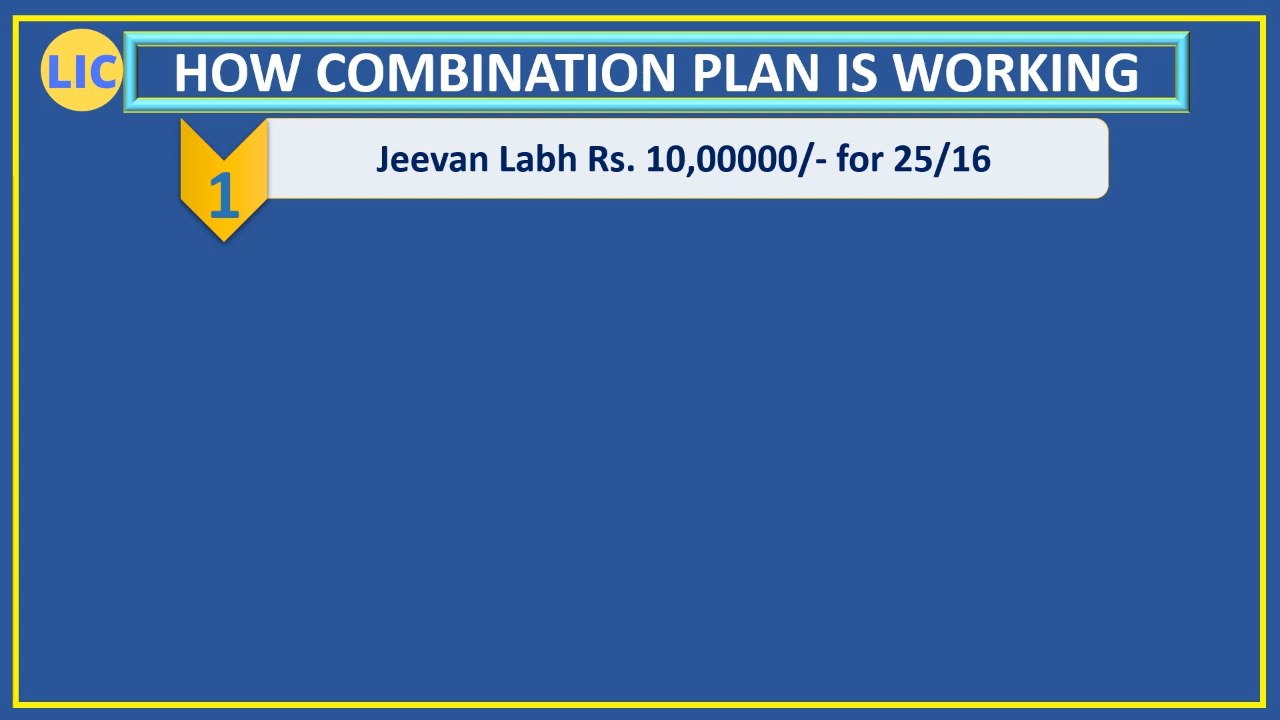 LIC
HOW COMBINATION PLAN IS WORKING
1
Jeevan Labh Rs. 10,00000/- for 25/16